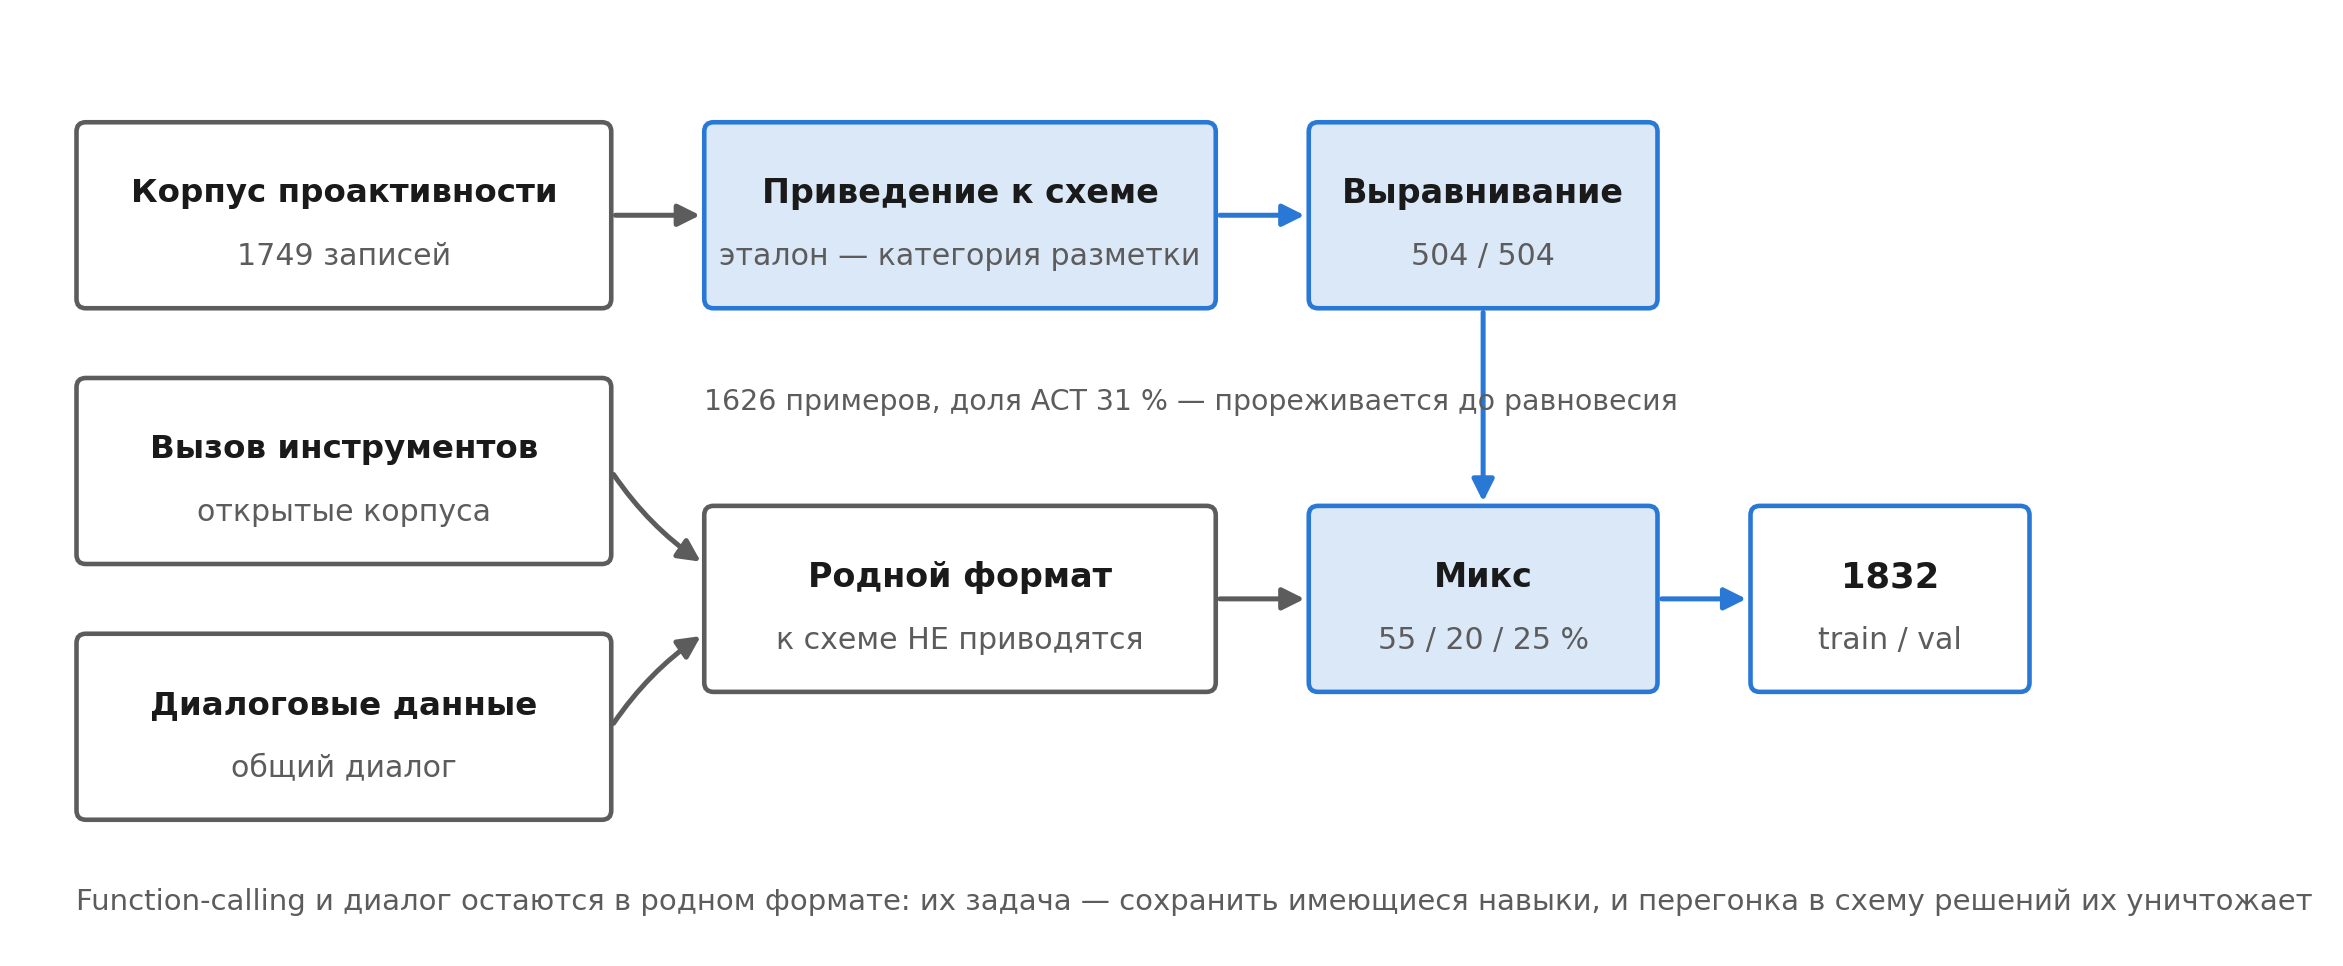 Корпус проактивности
1749 записей
Приведение к схеме
эталон — категория разметки
Выравнивание
504 / 504
1626 примеров, доля ACT 31 % — прореживается до равновесия
Вызов инструментов
открытые корпуса
Диалоговые данные
общий диалог
Родной формат
к схеме НЕ приводятся
Микс
55 / 20 / 25 %
1832
train / val
Function-calling и диалог остаются в родном формате: их задача — сохранить имеющиеся навыки, и перегонка в схему решений их уничтожает